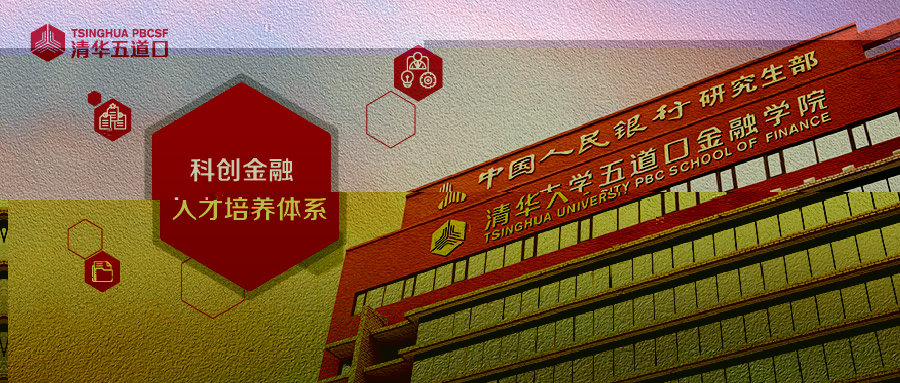 TSINGHUA PBCSF
清华五道口
科创金融
人才培养体系
中国人民银行研究生部
清华大学五道口金融学院
TSINGHUA UNIVERSITY PBC SCHOOL OF FINANCE